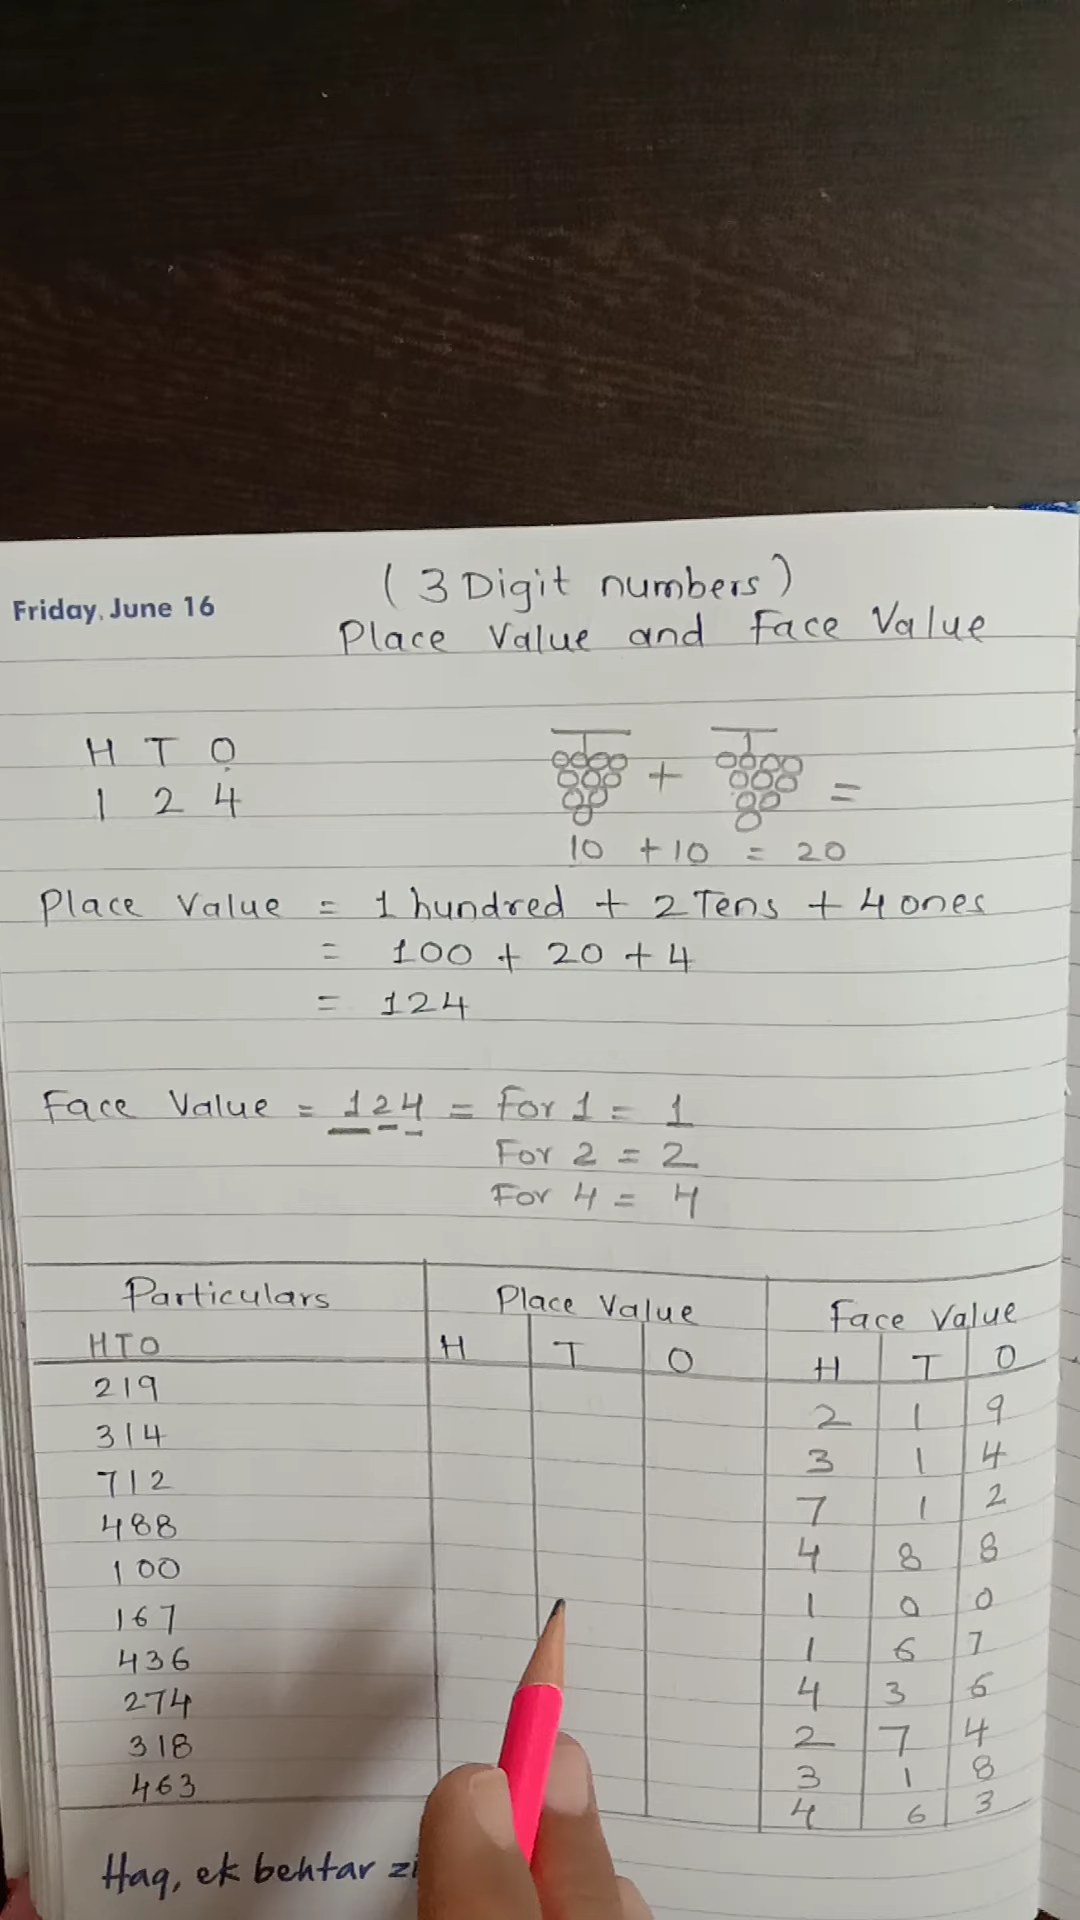 ( 3 Digit numbers )
Friday, June 16
Place Value and Face Value
H T O
1 2 4
+ =
10 + 10 = 20
Place Value = 1 hundred + 2 Tens + 4 ones
= 100 + 20 + 4
= 124
Face Value = 124 = For 1 = 1
For 2 = 2
For 4 = 4
Particulars Place Value Face Value
HTO H T O H T O
219 2 1 9
314 3 1 4
712 7 1 2
488 4 8 8
100 1 0 0
167 1 6 7
436 4 3 6
274 2 7 4
318 3 1 8
463 4 6 3
Haq, ek behtar